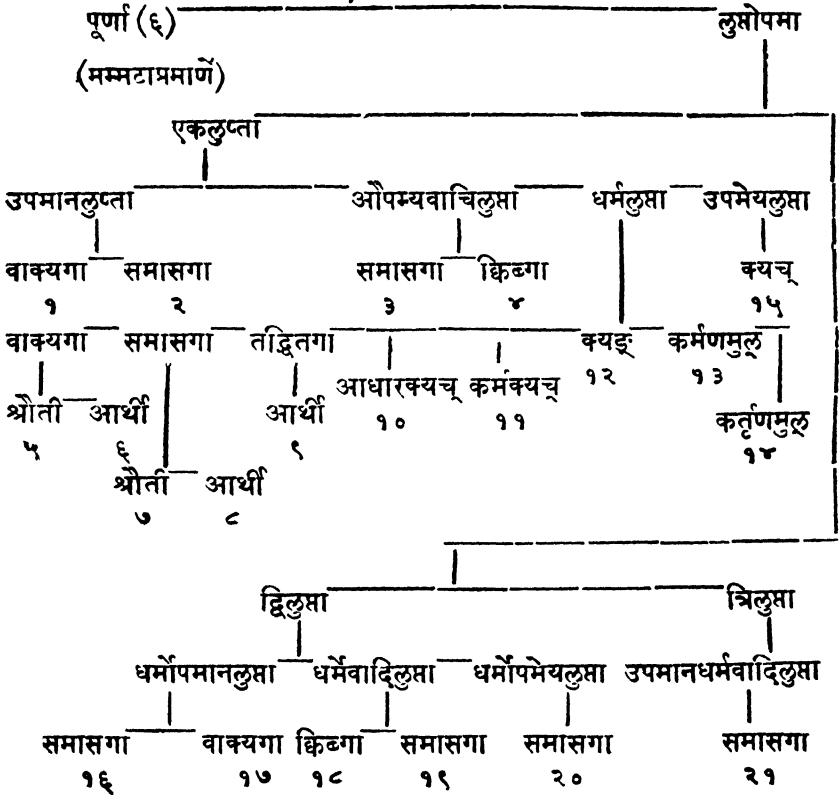 पूर्णा (६) लुप्तोपमा
(मम्मटाप्रमाणें)
एकलुप्ता
उपमानलुप्ता औपम्यवाचिलुप्ता धर्मलुप्ता उपमेयलुप्ता
वाक्यगा समासगा समासगा क्विब्गा क्यच्
१ २ ३ ४ १५
वाक्यगा समासगा तद्धितगा क्यङ् कर्मणमुल्
आधारक्यच् कर्मक्यच् १२ १३
श्रौती आर्थी आर्थी १० ११ कर्तृणमुल्
५ ६ ९ १४
श्रौती आर्थी
७ ८
द्विलुप्ता त्रिलुप्ता
धर्मोपमानलुप्ता धर्मेवादिलुप्ता धर्मोपमेयलुप्ता उपमानधर्मवादिलुप्ता
समासगा वाक्यगा क्विब्गा समासगा समासगा समासगा
१६ १७ १८ १९ २० २१